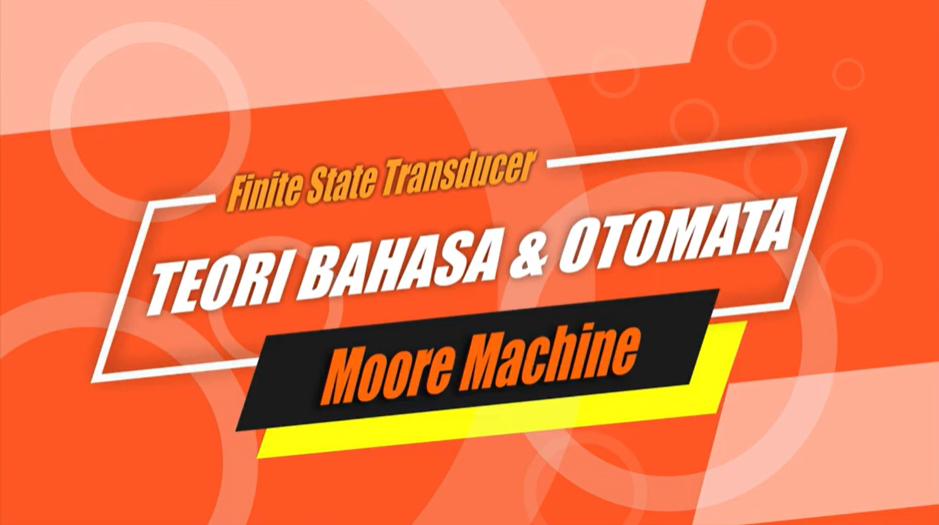 Finite State Transducer
TEORI BAHASA & OTOMATA
Moore Machine